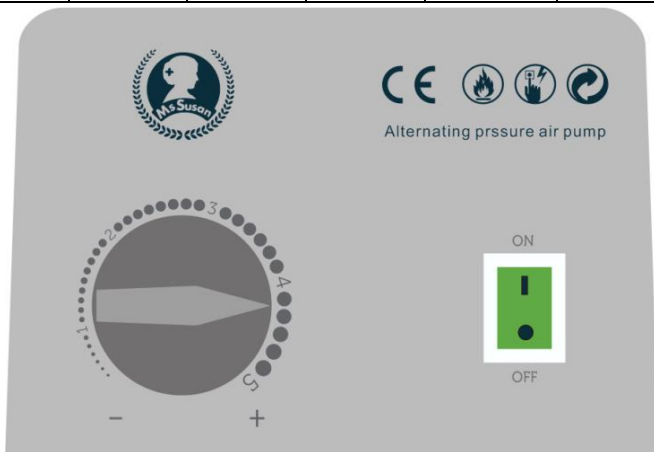 Ms Susan
CE
Alternating prssure air pump
1
2
3
4
5
- +
ON
OFF